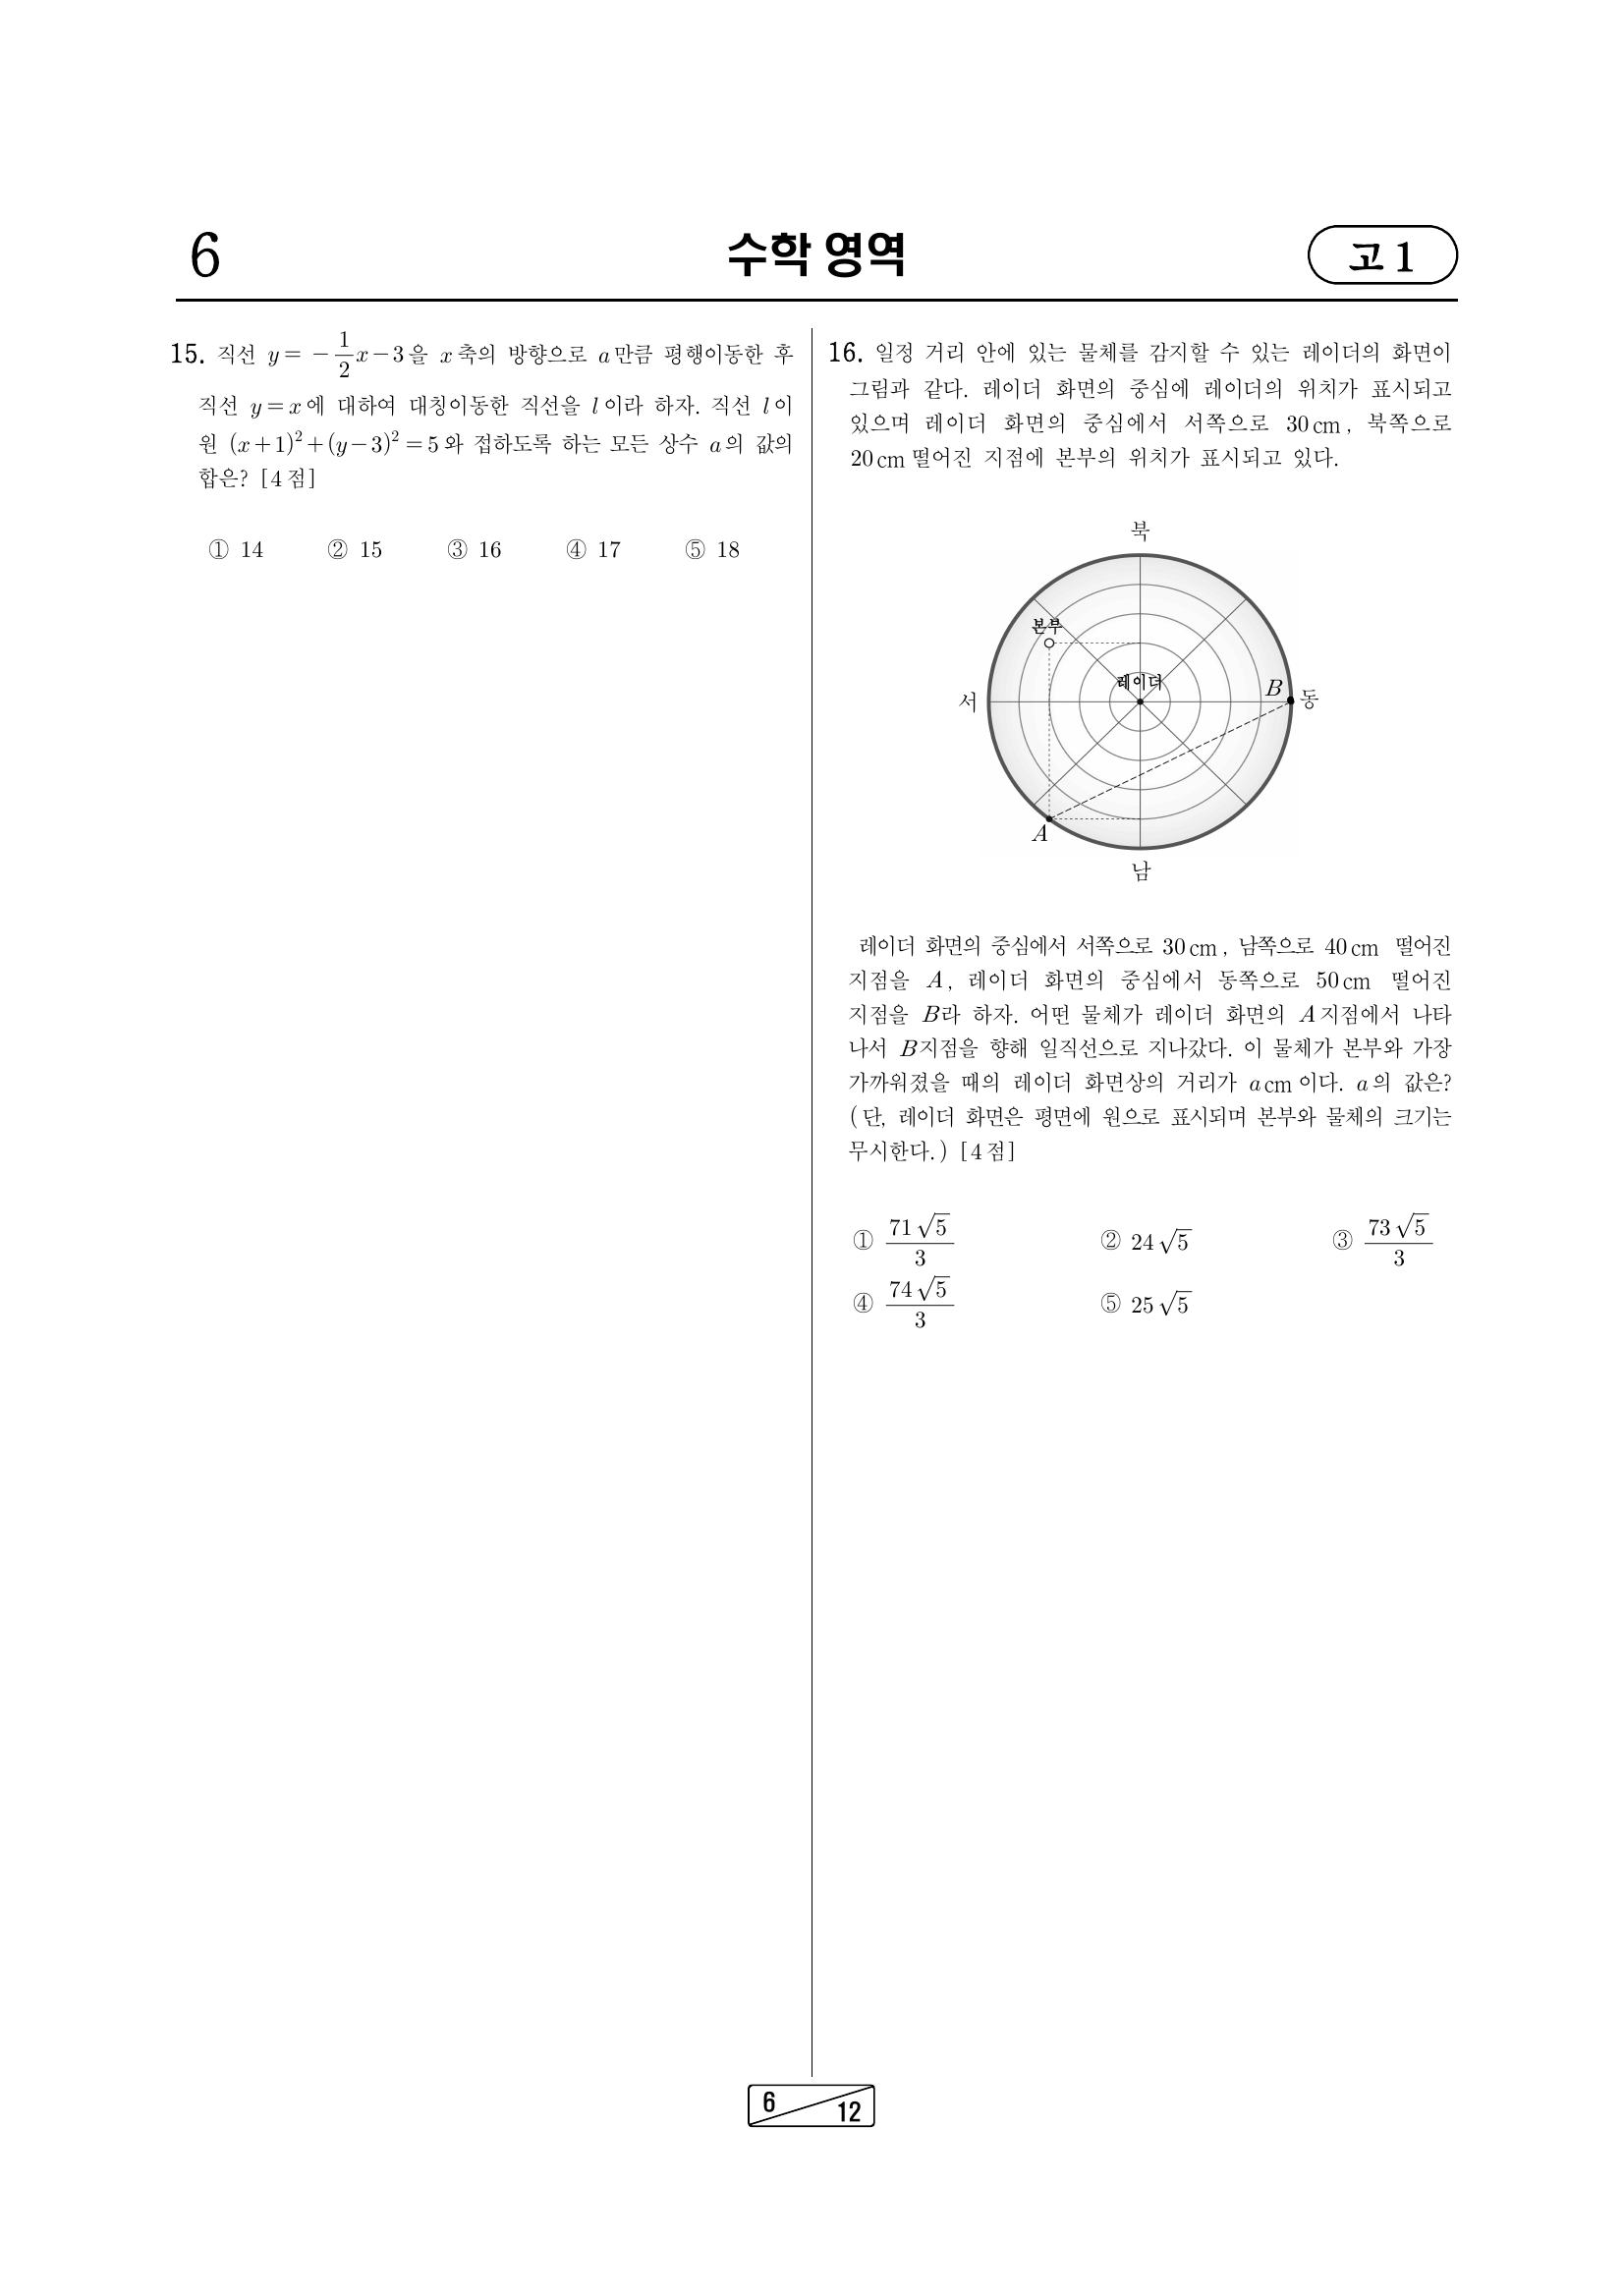 6
수학 영역
고 1
15. 직선 y = -\frac{1}{2}x - 3을 x축의 방향으로 a만큼 평행이동한 후
직선 y = x에 대하여 대칭이동한 직선을 l이라 하자. 직선 l이
원 (x+1)^2 + (y-3)^2 = 5와 접하도록 하는 모든 상수 a의 값의
합은? [4점]
① 14 ② 15 ③ 16 ④ 17 ⑤ 18
16. 일정 거리 안에 있는 물체를 감지할 수 있는 레이더의 화면이
그림과 같다. 레이더 화면의 중심에 레이더의 위치가 표시되고
있으며 레이더 화면의 중심에서 서쪽으로 30cm, 북쪽으로
20cm 떨어진 지점에 본부의 위치가 표시되고 있다.
북
본부
레이더
서
B
동
A
남
레이더 화면의 중심에서 서쪽으로 30cm, 남쪽으로 40cm 떨어진
지점을 A, 레이더 화면의 중심에서 동쪽으로 50cm 떨어진
지점을 B라 하자. 어떤 물체가 레이더 화면의 A지점에서 나타
나서 B지점을 향해 일직선으로 지나갔다. 이 물체가 본부와 가장
가까워졌을 때의 레이더 화면상의 거리가 acm이다. a의 값은?
(단, 레이더 화면은 평면에 원으로 표시되며 본부와 물체의 크기는
무시한다.) [4점]
① \frac{71\sqrt{5}}{3} ② 24\sqrt{5} ③ \frac{73\sqrt{5}}{3}
④ \frac{74\sqrt{5}}{3} ⑤ 25\sqrt{5}
6
12